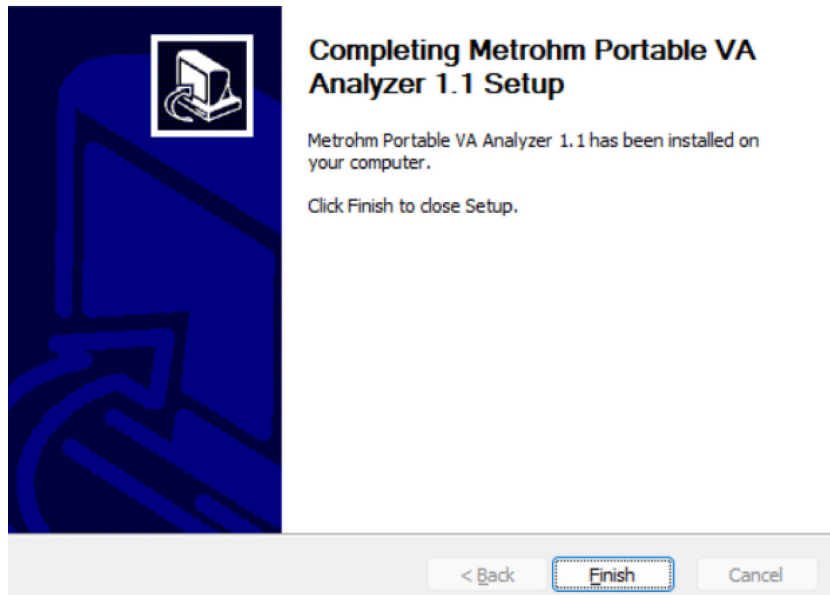 Completing Metrohm Portable VA
Analyzer 1.1 Setup
Metrohm Portable VA Analyzer 1.1 has been installed on
your computer.
Click Finish to close Setup.
< Back
Finish
Cancel